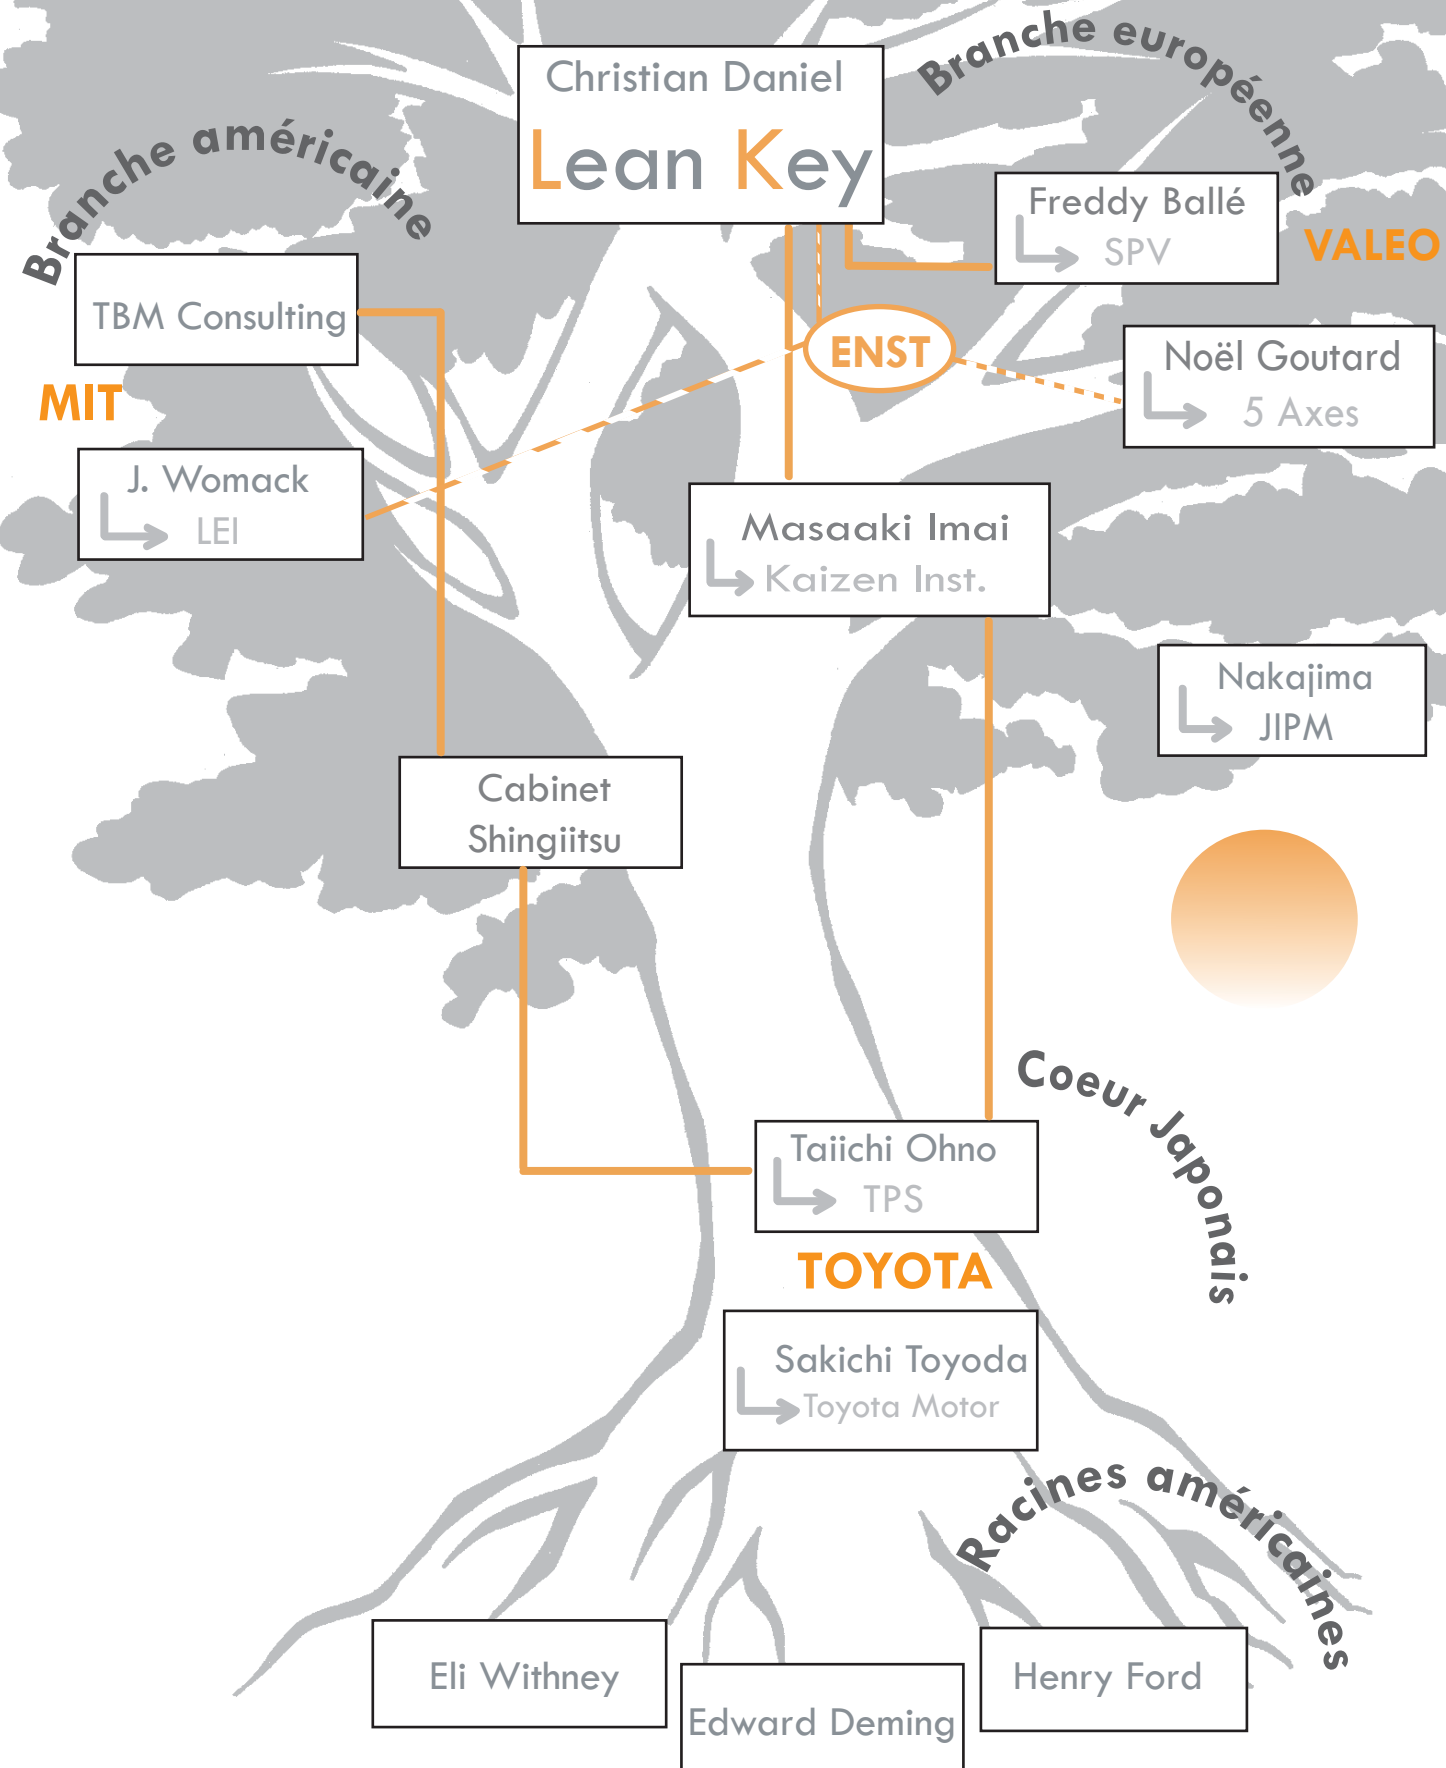 Christian Daniel
Lean Key
Branche européenne
Branche américaine
Freddy Ballé
SPV
VALEO
TBM Consulting
ENST
Noël Goutard
5 Axes
MIT
J. Womack
LEI
Masaaki Imai
Kaizen Inst.
Nakajima
JIPM
Cabinet
Shingiitsu
Coeur Japonais
Taiichi Ohno
TPS
TOYOTA
Sakichi Toyoda
Toyota Motor
Racines américaines
Eli Withney
Edward Deming
Henry Ford